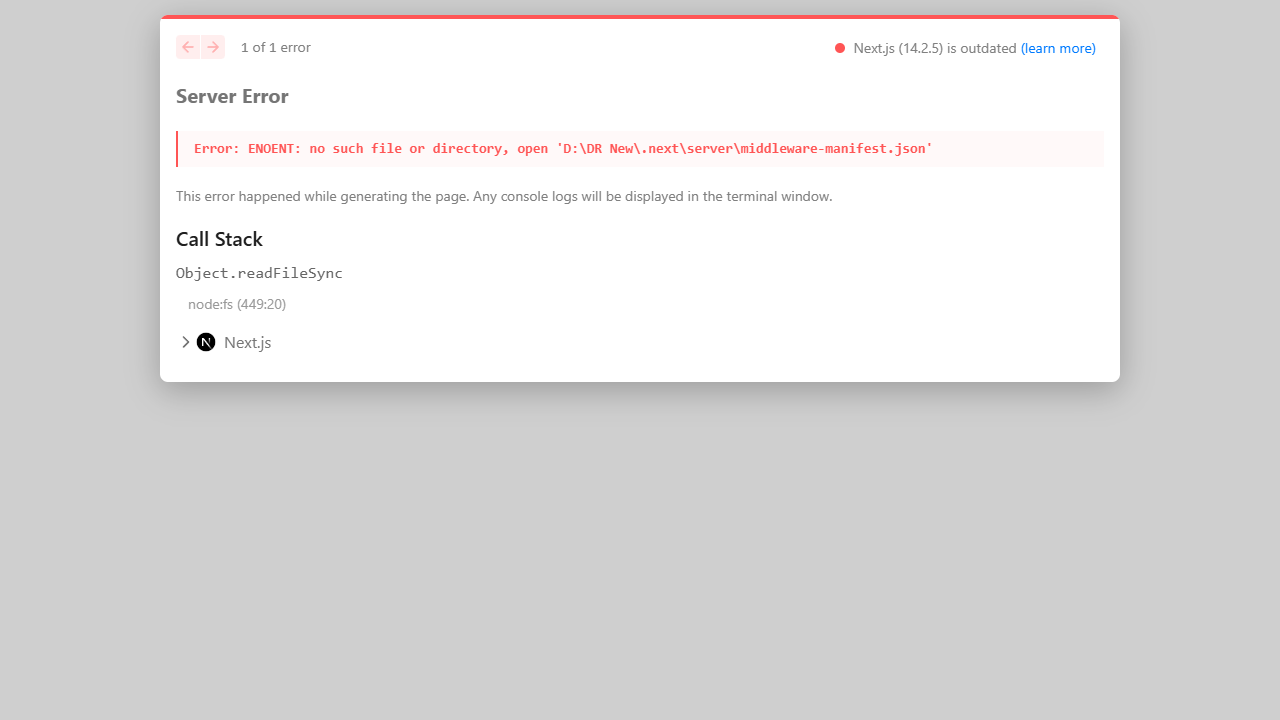 1 of 1 error
Next.js (14.2.5) is outdated (learn more)
Server Error
Error: ENOENT: no such file or directory, open 'D:\DR New\.next\server\middleware-manifest.json'
This error happened while generating the page. Any console logs will be displayed in the terminal window.
Call Stack
Object.readFileSync
node:fs (449:20)
Next.js